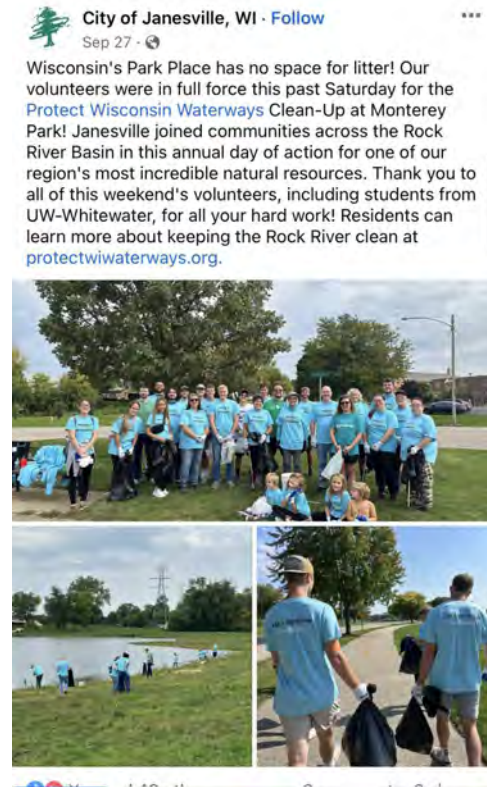 City of Janesville, WI · Follow
Sep 27 ·
Wisconsin's Park Place has no space for litter! Our
volunteers were in full force this past Saturday for the
Protect Wisconsin Waterways Clean-Up at Monterey
Park! Janesville joined communities across the Rock
River Basin in this annual day of action for one of our
region's most incredible natural resources. Thank you to
all of this weekend's volunteers, including students from
UW-Whitewater, for all your hard work! Residents can
learn more about keeping the Rock River clean at
protectwiwaterways.org.